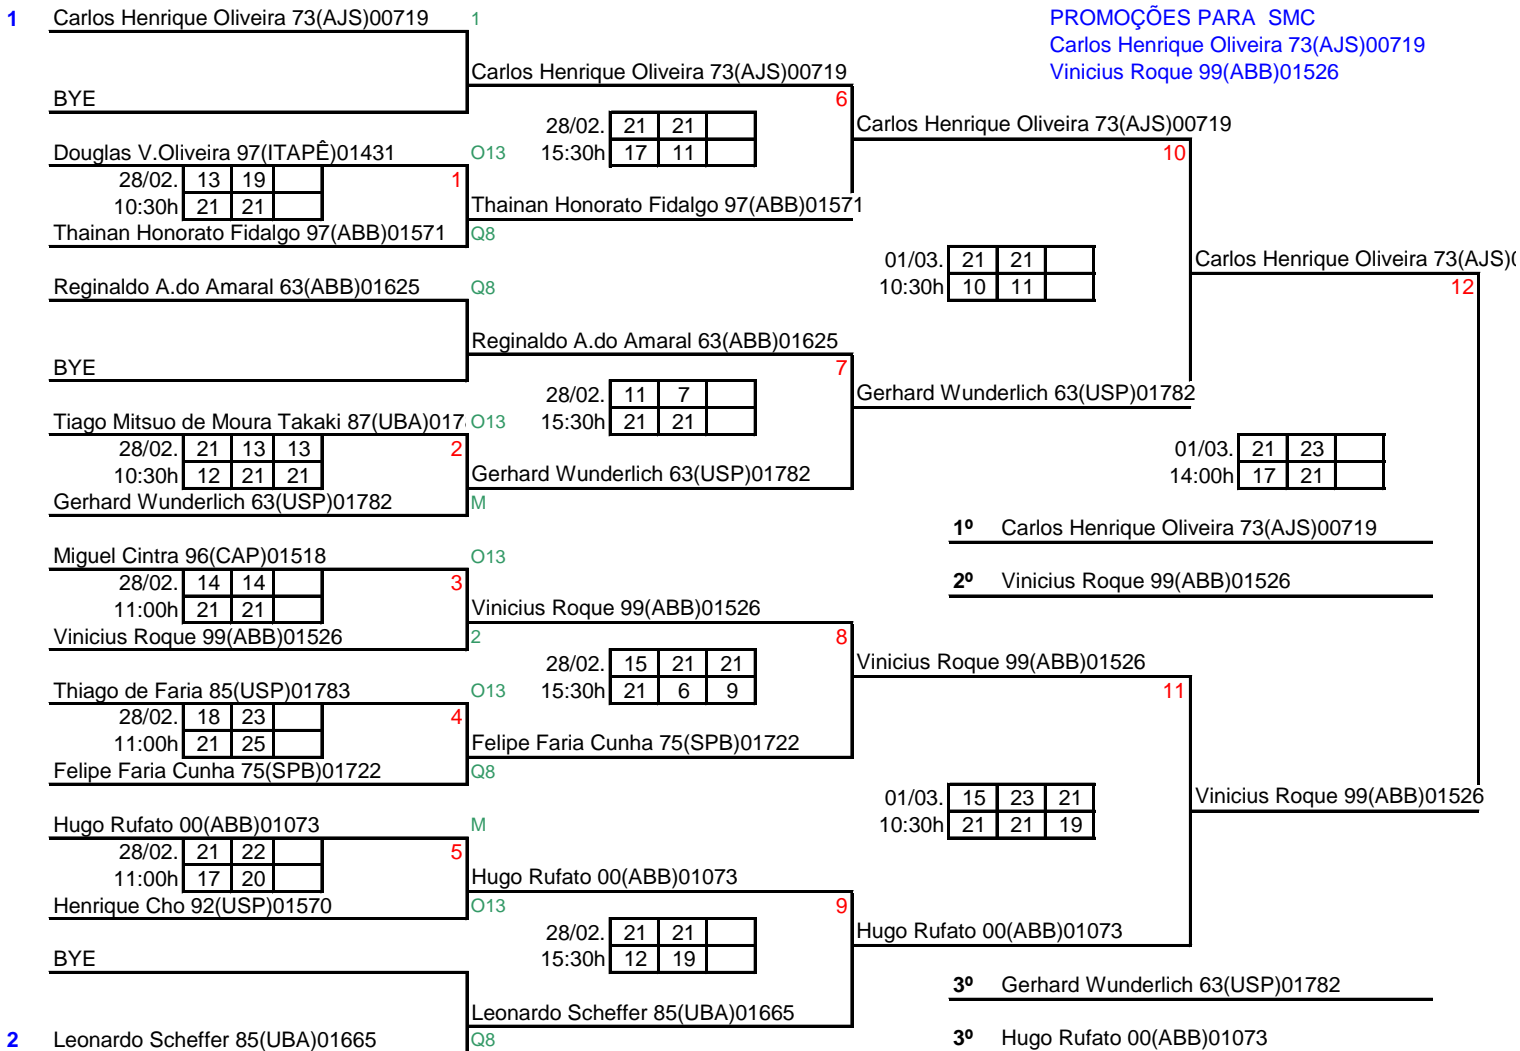 1 Carlos Henrique Oliveira 73(AJS)00719 1
PROMOÇÕES PARA SMC
Carlos Henrique Oliveira 73(AJS)00719
Vinicius Roque 99(ABB)01526
Carlos Henrique Oliveira 73(AJS)00719
BYE
6
28/02. 21 21
15:30h 17 11
Carlos Henrique Oliveira 73(AJS)00719
10
Douglas V.Oliveira 97(ITAPÊ)01431 O13
28/02. 13 19 1
10:30h 21 21
Thainan Honorato Fidalgo 97(ABB)01571
Thainan Honorato Fidalgo 97(ABB)01571 Q8
01/03. 21 21
10:30h 10 11
Carlos Henrique Oliveira 73(AJS)0
12
Reginaldo A.do Amaral 63(ABB)01625 Q8
Reginaldo A.do Amaral 63(ABB)01625
BYE
7
28/02. 11 7
15:30h 21 21
Gerhard Wunderlich 63(USP)01782
Tiago Mitsuo de Moura Takaki 87(UBA)017 O13
28/02. 21 13 13 2
10:30h 12 21 21
Gerhard Wunderlich 63(USP)01782
Gerhard Wunderlich 63(USP)01782 M
01/03. 21 23
14:00h 17 21
1º Carlos Henrique Oliveira 73(AJS)00719
2º Vinicius Roque 99(ABB)01526
Miguel Cintra 96(CAP)01518 O13
28/02. 14 14 3
11:00h 21 21
Vinicius Roque 99(ABB)01526
Vinicius Roque 99(ABB)01526 2
8
28/02. 15 21 21
15:30h 21 6 9
Vinicius Roque 99(ABB)01526
11
Thiago de Faria 85(USP)01783 O13
28/02. 18 23 4
11:00h 21 25
Felipe Faria Cunha 75(SPB)01722
Felipe Faria Cunha 75(SPB)01722 Q8
01/03. 15 23 21
10:30h 21 21 19
Vinicius Roque 99(ABB)01526
Hugo Rufato 00(ABB)01073 M
28/02. 21 22 5
11:00h 17 20
Hugo Rufato 00(ABB)01073
Henrique Cho 92(USP)01570 O13
9
28/02. 21 21
15:30h 12 19
Hugo Rufato 00(ABB)01073
BYE
3º Gerhard Wunderlich 63(USP)01782
Leonardo Scheffer 85(UBA)01665
2 Leonardo Scheffer 85(UBA)01665 Q8
3º Hugo Rufato 00(ABB)01073